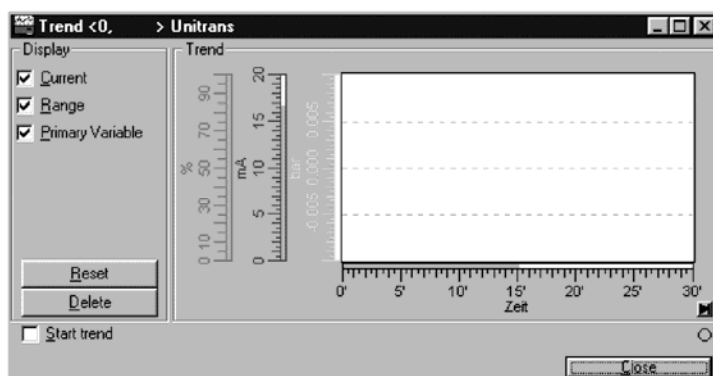 Trend <0, > Unitrans
Display
Current
Range
Primary Variable
Reset
Delete
Start trend
Trend
%
0 10 30 50 70 90
mA
0 5 10 15 20
bar
-0.005 0.000 0.005
0' 5' 10' 15' 20' 25' 30'
Zeit
Close